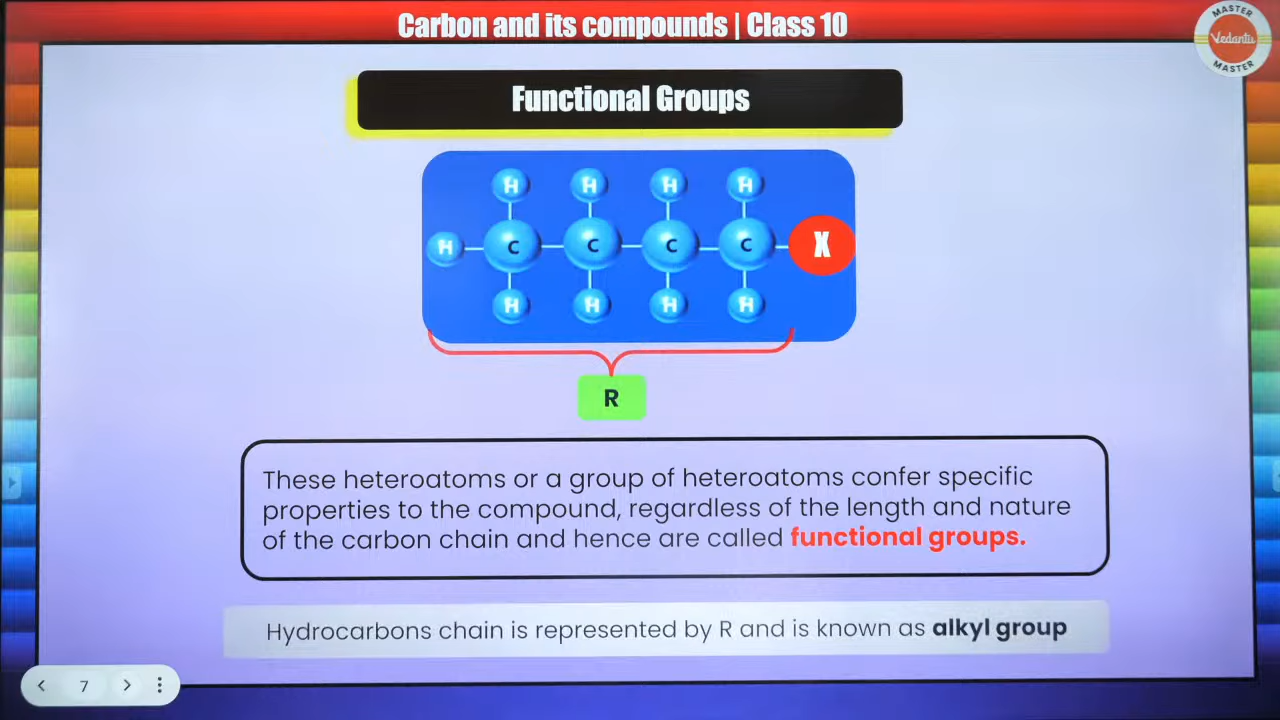 Carbon and its compounds | Class 10
MASTER
Vedantu
MASTER
Functional Groups
H H H H
H C C C C X
H H H H
R
These heteroatoms or a group of heteroatoms confer specific
properties to the compound, regardless of the length and nature
of the carbon chain and hence are called functional groups.
Hydrocarbons chain is represented by R and is known as alkyl group
7